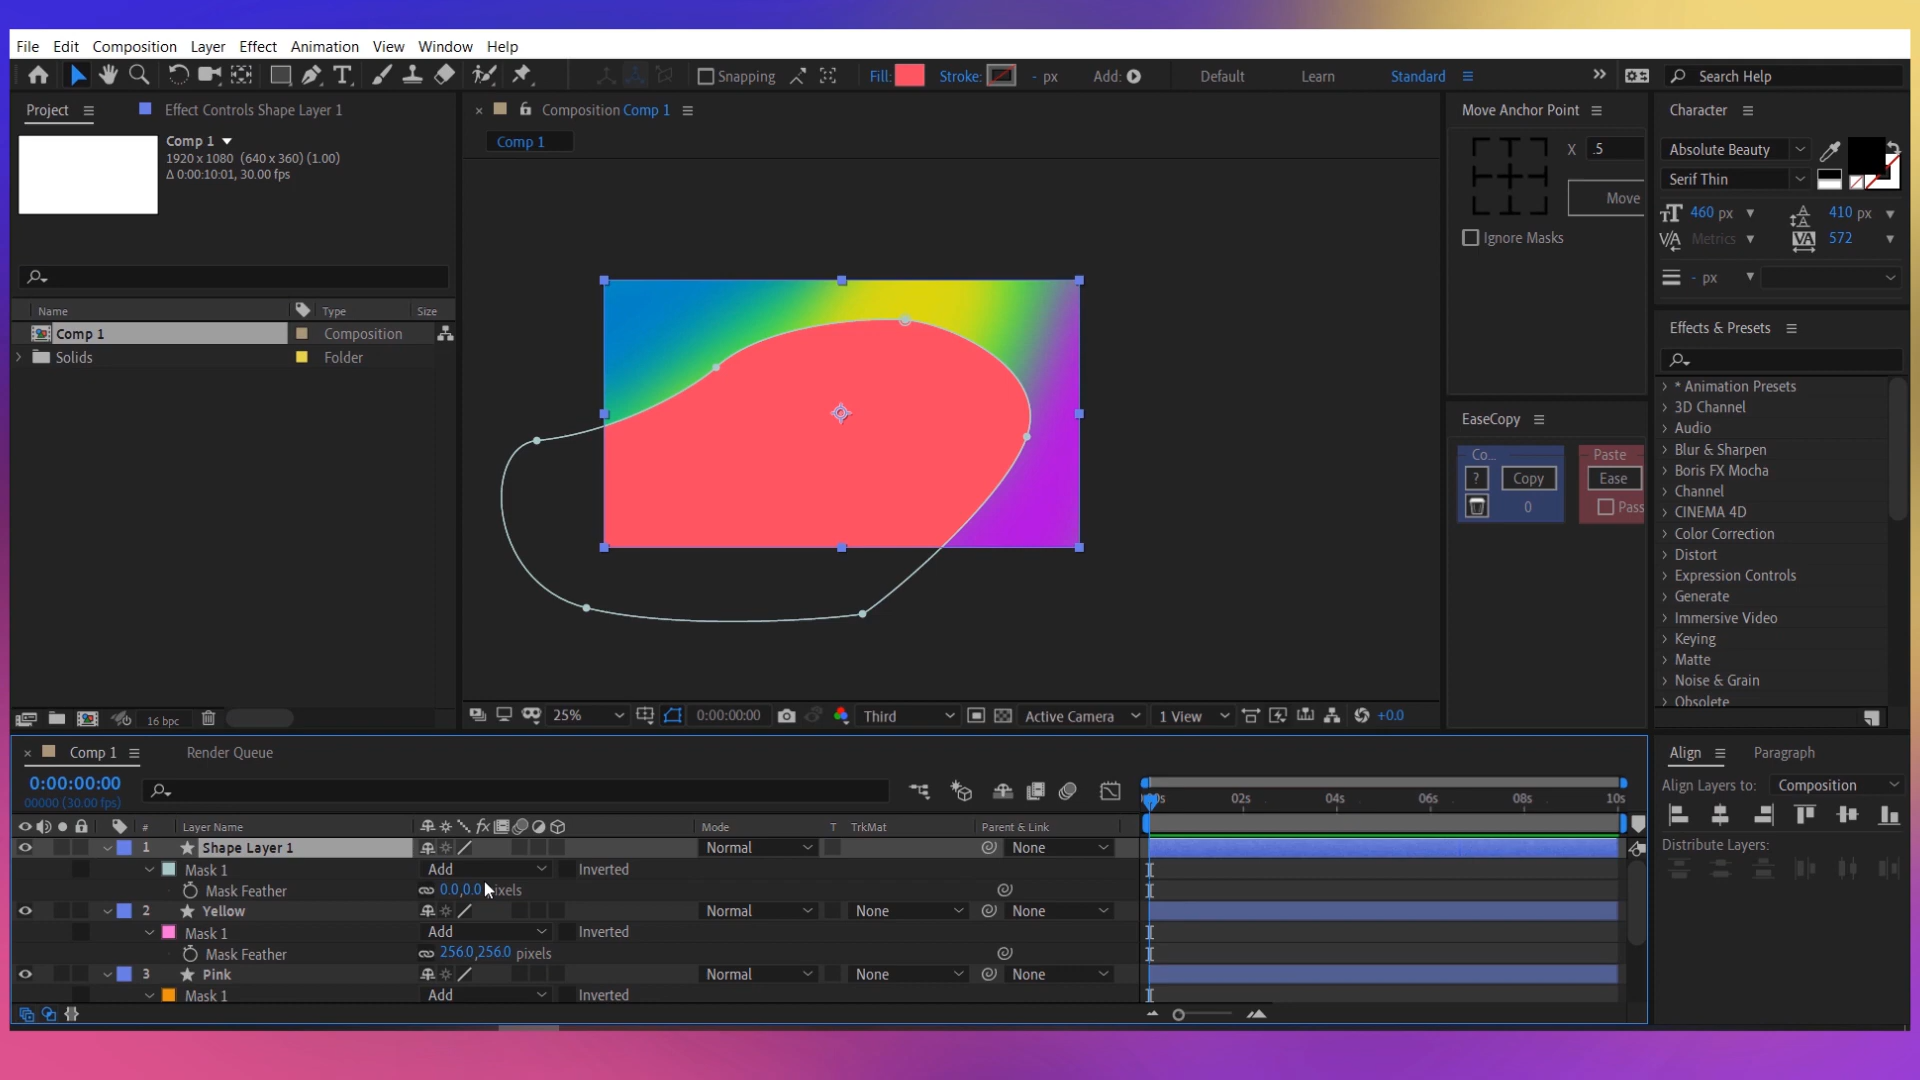 File Edit Composition Layer Effect Animation View Window Help
Snapping Fill: Stroke: - px Add: Default Learn Standard Search Help
Project Effect Controls Shape Layer 1
Comp 1
1920 x 1080 (640 x 360) (1.00)
Δ 0:00:10:01, 30.00 fps
Name Type Size
Comp 1 Composition
Solids Folder
16 bpc
Composition Comp 1
Comp 1
25% 0:00:00:00 Third Active Camera 1 View +0.0
Move Anchor Point
X .5
Move
Ignore Masks
EaseCopy
Co... Paste
? Copy Ease
0 Pass
Character
Absolute Beauty
Serif Thin
460 px 410 px
Metrics 572
- px
Effects & Presets
* Animation Presets
3D Channel
Audio
Blur & Sharpen
Boris FX Mocha
Channel
CINEMA 4D
Color Correction
Distort
Expression Controls
Generate
Immersive Video
Keying
Matte
Noise & Grain
Obsolete
Comp 1 Render Queue
0:00:00:00
00000 (30.00 fps)
02s 04s 06s 08s 10s
# Layer Name Mode T TrkMat Parent & Link
1 Shape Layer 1 Normal None
Mask 1 Add Inverted
Mask Feather 0.0,0.0 pixels
2 Yellow Normal None None
Mask 1 Add Inverted
Mask Feather 256.0,256.0 pixels
3 Pink Normal None None
Mask 1 Add Inverted
Align Paragraph
Align Layers to: Composition
Distribute Layers: